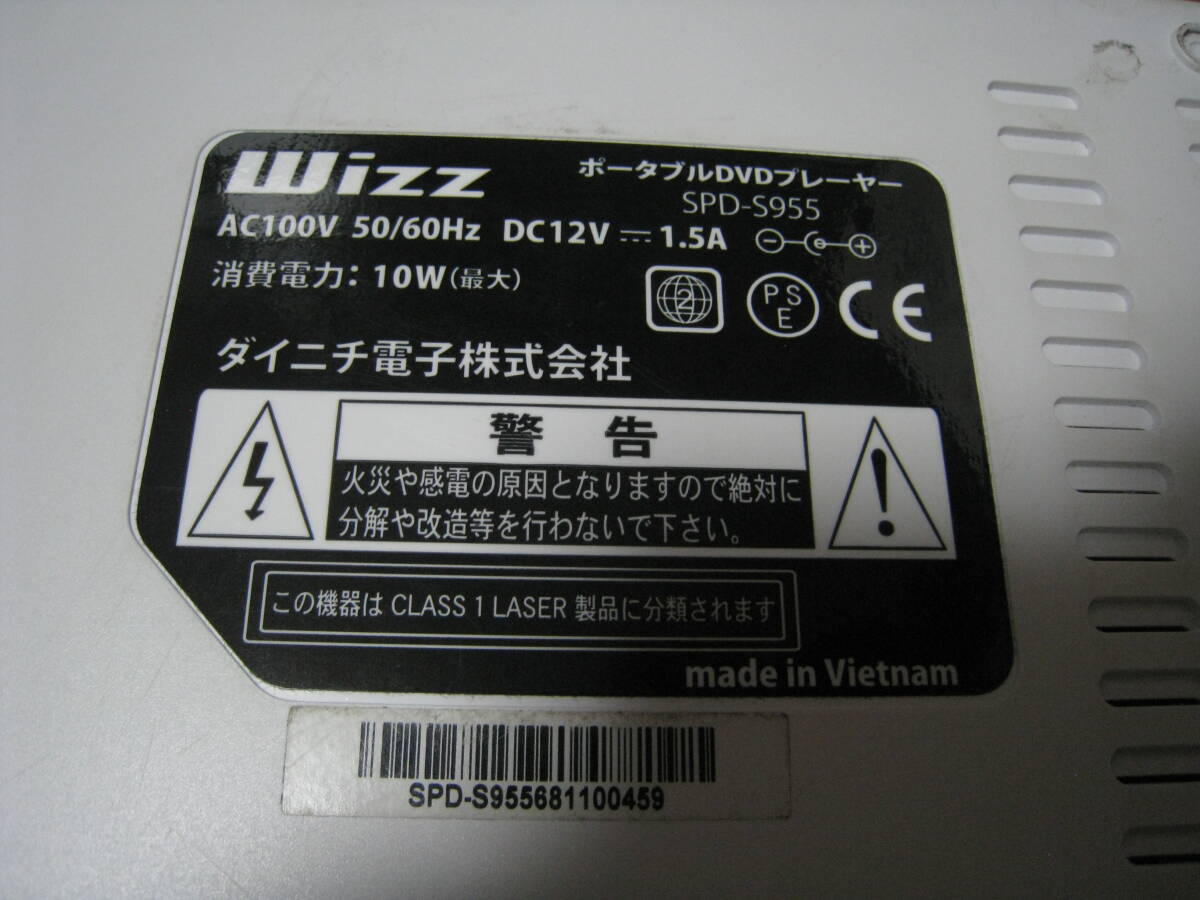 Wizz
ポータブルDVDプレーヤー
SPD-S955
AC100V 50/60Hz DC12V ⎓ 1.5A
消費電力：10W（最大）
2
PSE
CE
ダイニチ電子株式会社
警告
火災や感電の原因となりますので絶対に
分解や改造等を行わないで下さい。
この機器は CLASS 1 LASER 製品に分類されます
made in Vietnam
SPD-S955681100459